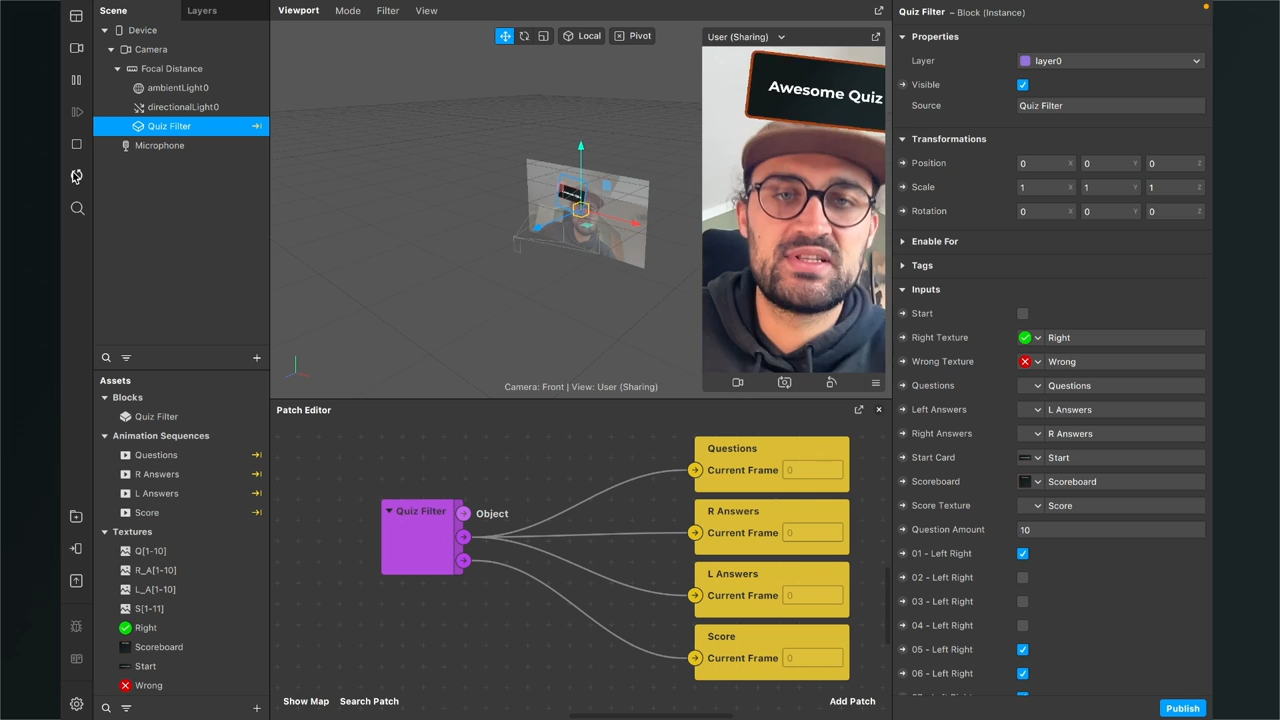 Scene
Layers
Device
Camera
Focal Distance
ambientLight0
directionalLight0
Quiz Filter
Microphone
Assets
Blocks
Quiz Filter
Animation Sequences
Questions
R Answers
L Answers
Score
Textures
Q[1-10]
R_A[1-10]
L_A[1-10]
S[1-11]
Right
Scoreboard
Start
Wrong
Viewport Mode Filter View
Local
Pivot
User (Sharing)
Awesome Quiz
Camera: Front | View: User (Sharing)
Patch Editor
Quiz Filter
Object
Questions
Current Frame 0
R Answers
Current Frame 0
L Answers
Current Frame 0
Score
Current Frame 0
Show Map Search Patch
Add Patch
Quiz Filter – Block (Instance)
Properties
Layer layer0
Visible
Source Quiz Filter
Transformations
Position 0 X 0 Y 0 Z
Scale 1 X 1 Y 1 Z
Rotation 0 X 0 Y 0 Z
Enable For
Tags
Inputs
Start
Right Texture Right
Wrong Texture Wrong
Questions Questions
Left Answers L Answers
Right Answers R Answers
Start Card Start
Scoreboard Scoreboard
Score Texture Score
Question Amount 10
01 - Left Right
02 - Left Right
03 - Left Right
04 - Left Right
05 - Left Right
06 - Left Right
Publish